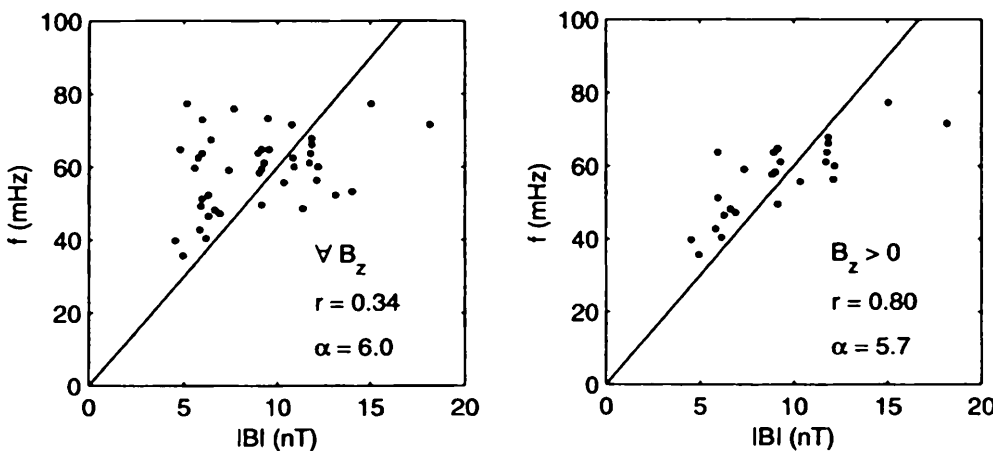 100
80
60
40
20
0
f (mHz)
∀ B_z
r = 0.34
α = 6.0
0 5 10 15 20
|B| (nT)
100
80
60
40
20
0
f (mHz)
B_z > 0
r = 0.80
α = 5.7
0 5 10 15 20
|B| (nT)